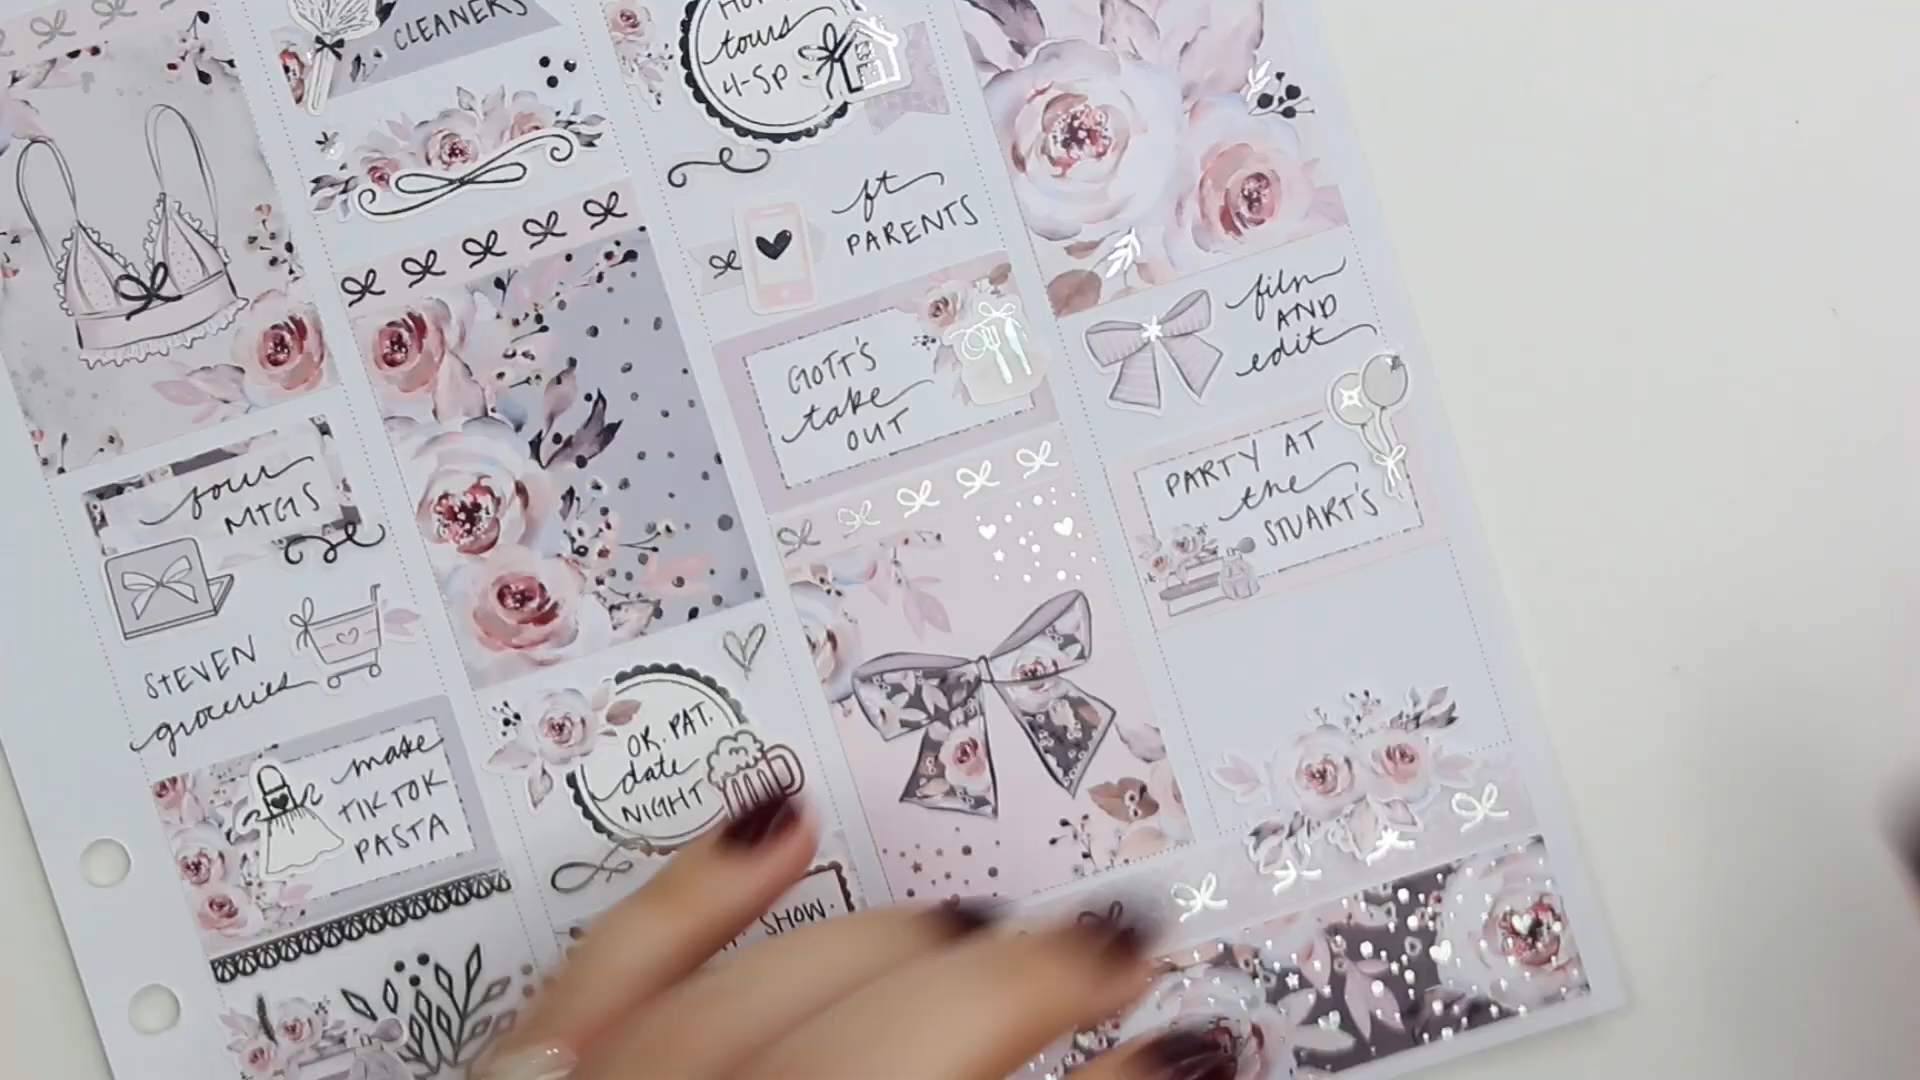 CLEANERS
four
MTGS
STEVEN
groceries
make
TIKTOK
PASTA
OK. PAT.
date
NIGHT
SHOW.
tours
4-5p
ft
PARENTS
GOTT'S
take
OUT
film
AND
edit
PARTY AT
the
STUART'S